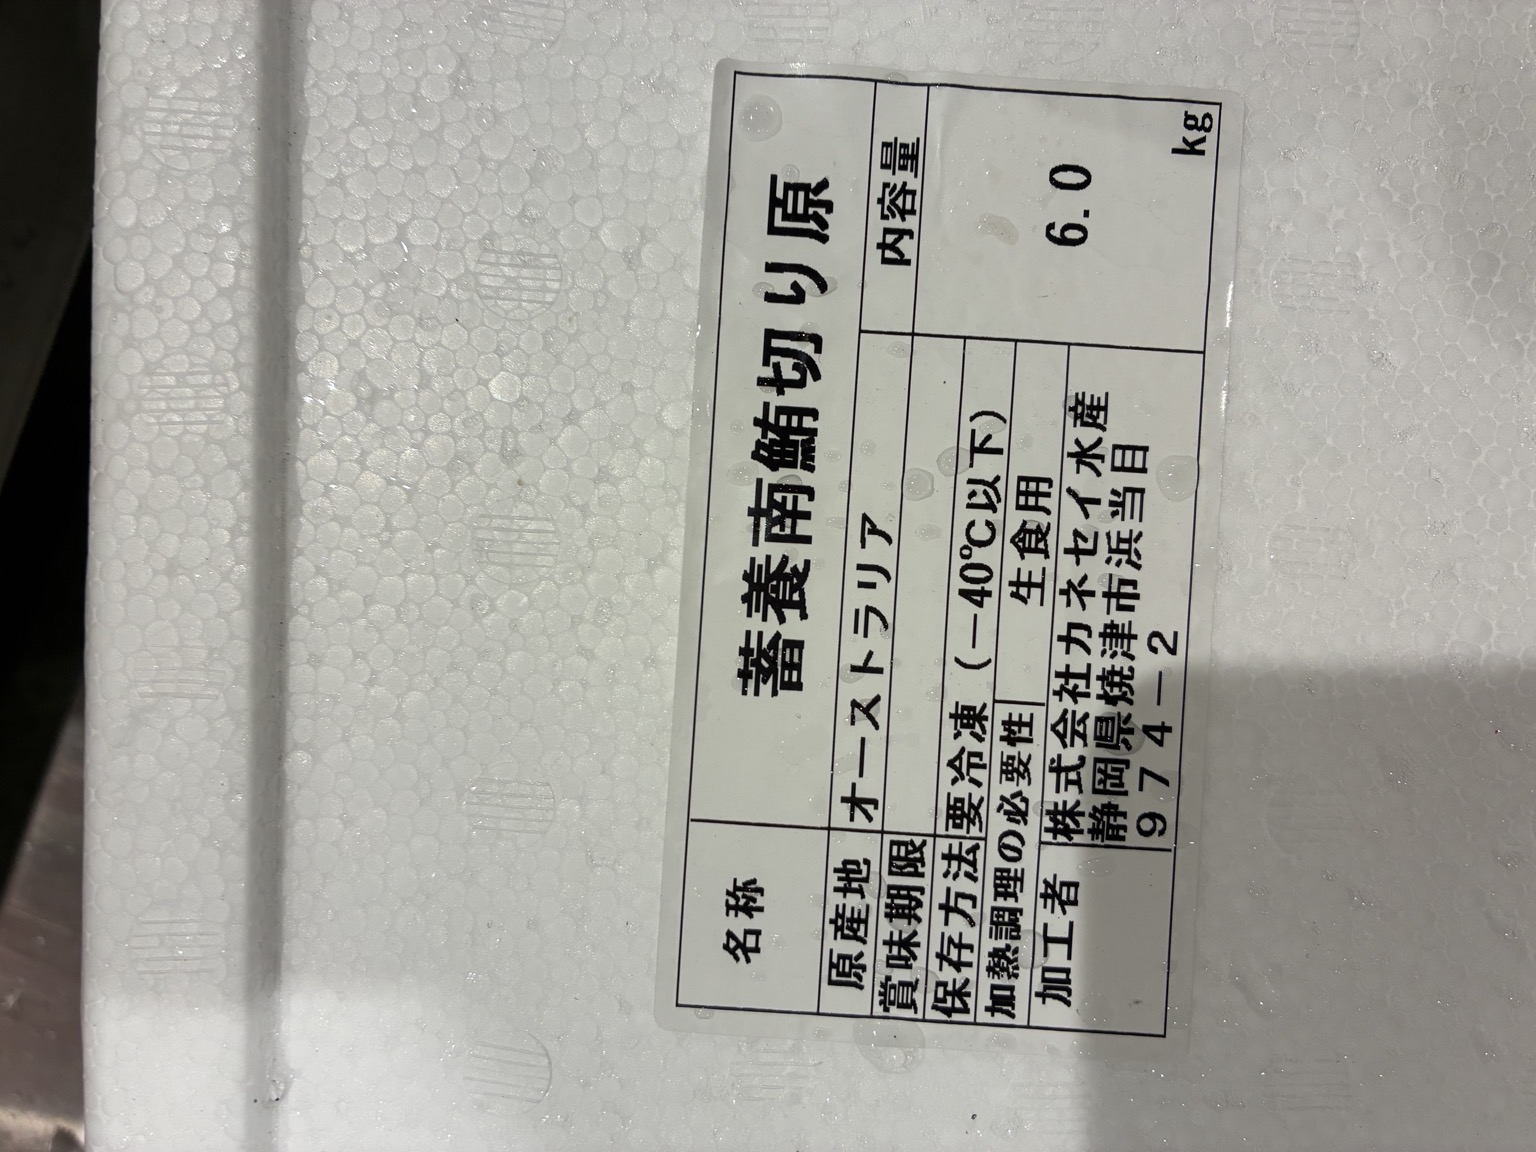 名称 蓄養南鮪切り原
原産地 オーストラリア
内容量
賞味期限
6.0 kg
保存方法 要冷凍（－40℃以下）
加熱調理の必要性 生食用
加工者 株式会社カネセイ水産
静岡県焼津市浜当目
９７４－２